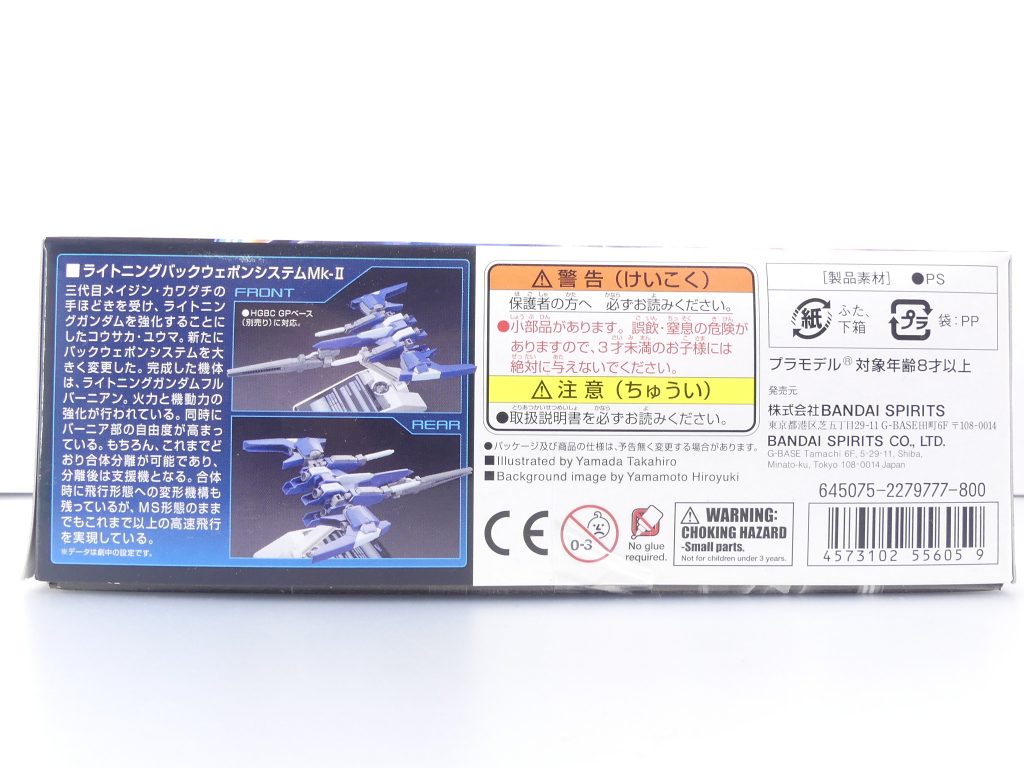 ■ライトニングバックウェポンシステムMk-Ⅱ
三代目メイジン・カワグチの
手ほどきを受け、ライトニン
グガンダムを強化することに
したコウサカ・ユウマ。新たに
バックウェポンシステムを大
きく変更した。完成した機体
は、ライトニングガンダムフル
バーニアン。火力と機動力の
強化が行われている。同時に
バーニア部の自由度が高まっ
ている。もちろん、これまでど
おり合体分離が可能であり、
分離後は支援機となる。合体
時に飛行形態への変形機構も
残っているが、MS形態のまま
でもこれまで以上の高速飛行
を実現している。
※データは劇中の設定です。
FRONT
●HGBC GPベース
(別売り)に対応。
REAR
警告(けいこく)
保護者の方へ 必ずお読みください。
●小部品があります。誤飲・窒息の危険が
ありますので、3才未満のお子様には
絶対に与えないでください。
注意(ちゅうい)
●取扱説明書を必ずお読みください。
●パッケージ及び商品の仕様は、予告無く変更する場合があります。
■Illustrated by Yamada Takahiro
■Background image by Yamamoto Hiroyuki
CE
0-3
No glue
required.
WARNING:
CHOKING HAZARD
-Small parts.
Not for children under 3 years.
[製品素材] ●PS
紙 ふた、
下箱
プラ 袋:PP
プラモデル® 対象年齢8才以上
発売元
株式会社BANDAI SPIRITS
東京都港区芝五丁目29-11 G-BASE田町6F 〒108-0014
BANDAI SPIRITS CO., LTD.
G-BASE Tamachi 6F, 5-29-11, Shiba,
Minato-ku, Tokyo 108-0014 Japan
645075-2279777-800
4573102 55605 9